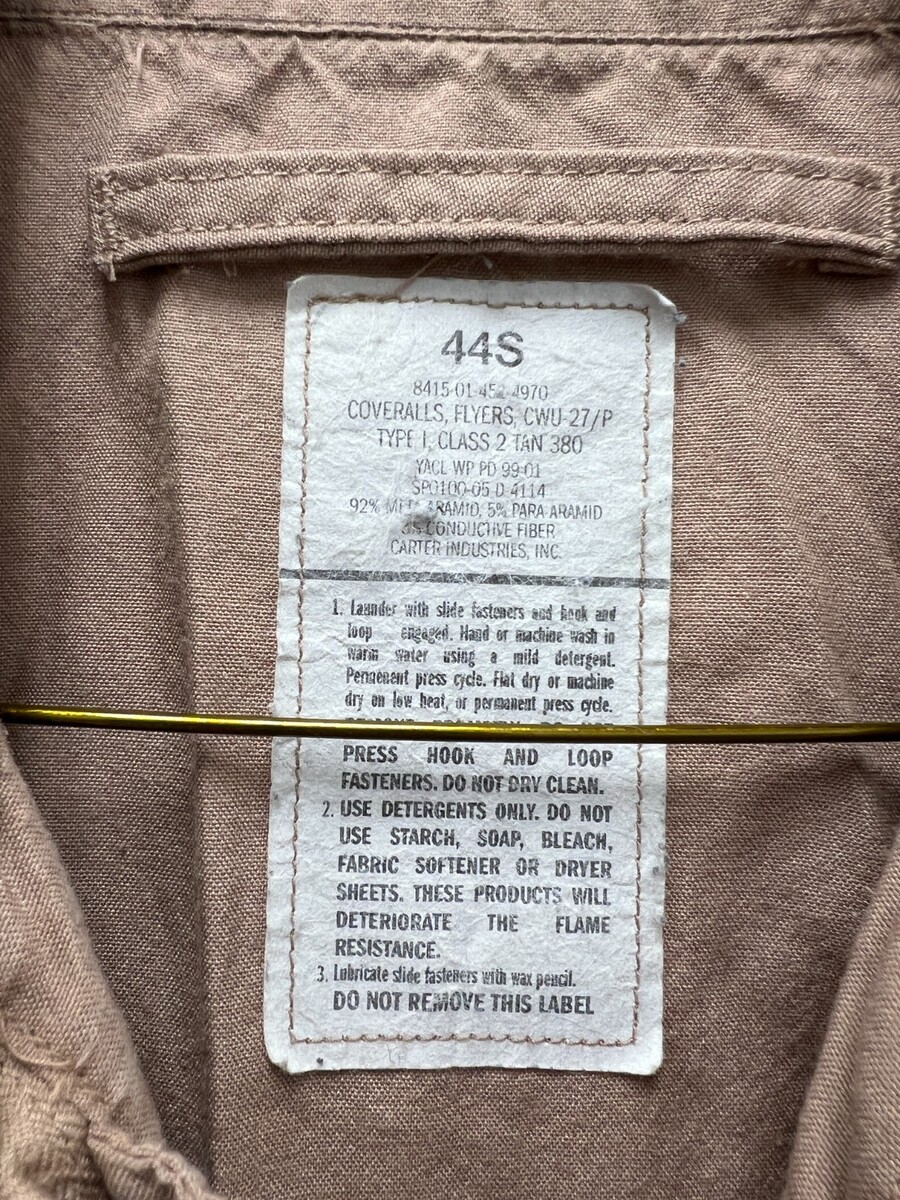 44S
8415-01-452-4970
COVERALLS, FLYERS, CWU-27/P
TYPE I, CLASS 2 TAN 380
YACL WP PD 99-01
SPO100-05-D-4114
92% ARAMID, 5% PARA ARAMID
CONDUCTIVE FIBER
CARTER INDUSTRIES, INC.
1. Launder with slide fasteners and hook and
loop engaged. Hand or machine wash in
warm water using a mild detergent.
Permenent press cycle. Flat dry or machine
dry on low heat, or permanent press cycle.
PRESS HOOK AND LOOP
FASTENERS. DO NOT DRY CLEAN.
2. USE DETERGENTS ONLY. DO NOT
USE STARCH, SOAP, BLEACH,
FABRIC SOFTENER OR DRYER
SHEETS. THESE PRODUCTS WILL
DETERIORATE THE FLAME
RESISTANCE.
3. Lubricate slide fasteners with wax pencil.
DO NOT REMOVE THIS LABEL